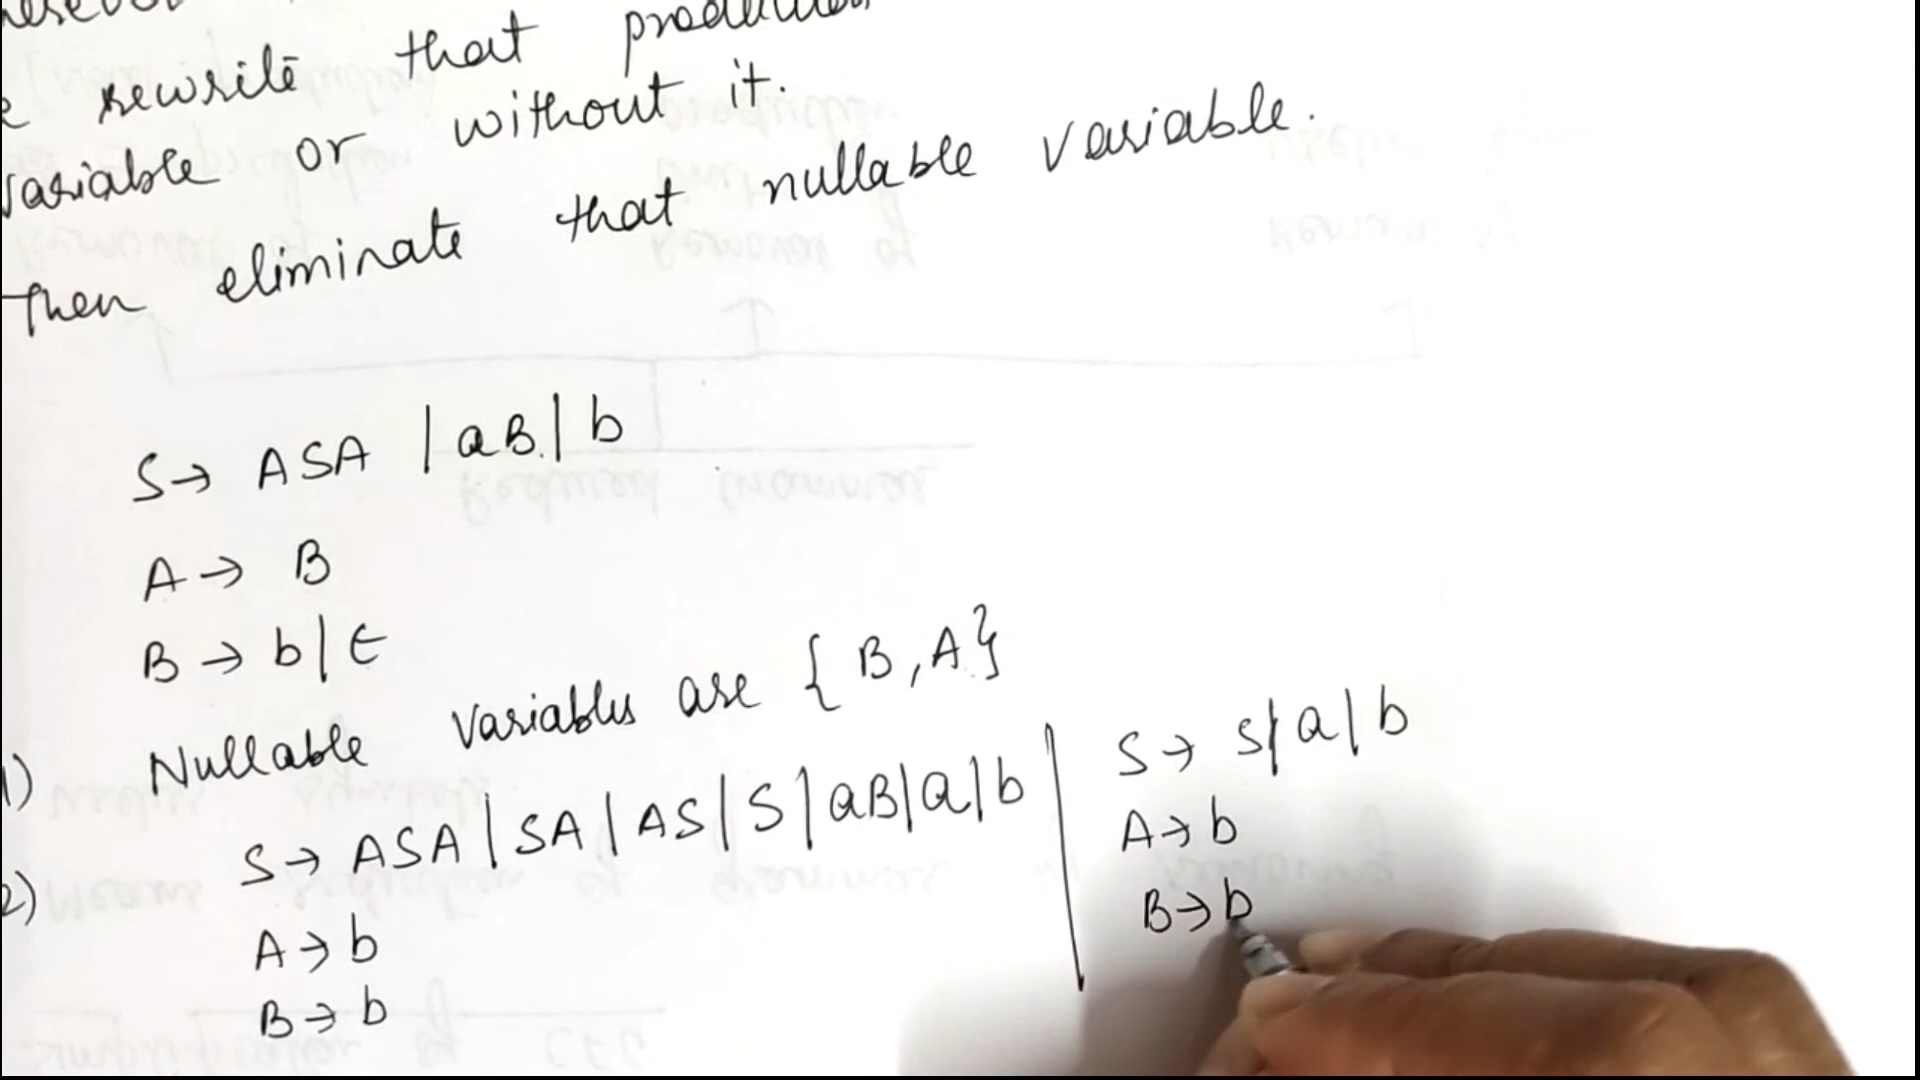 rewrite that
variable or without it.
Then eliminate that nullable variable.
S → ASA | aB | b
A → B
B → b | ∈
1) Nullable variables are { B, A }
2) S → ASA | SA | AS | S | aB | a | b
A → b
B → b
S → S | a | b
A → b
B → b